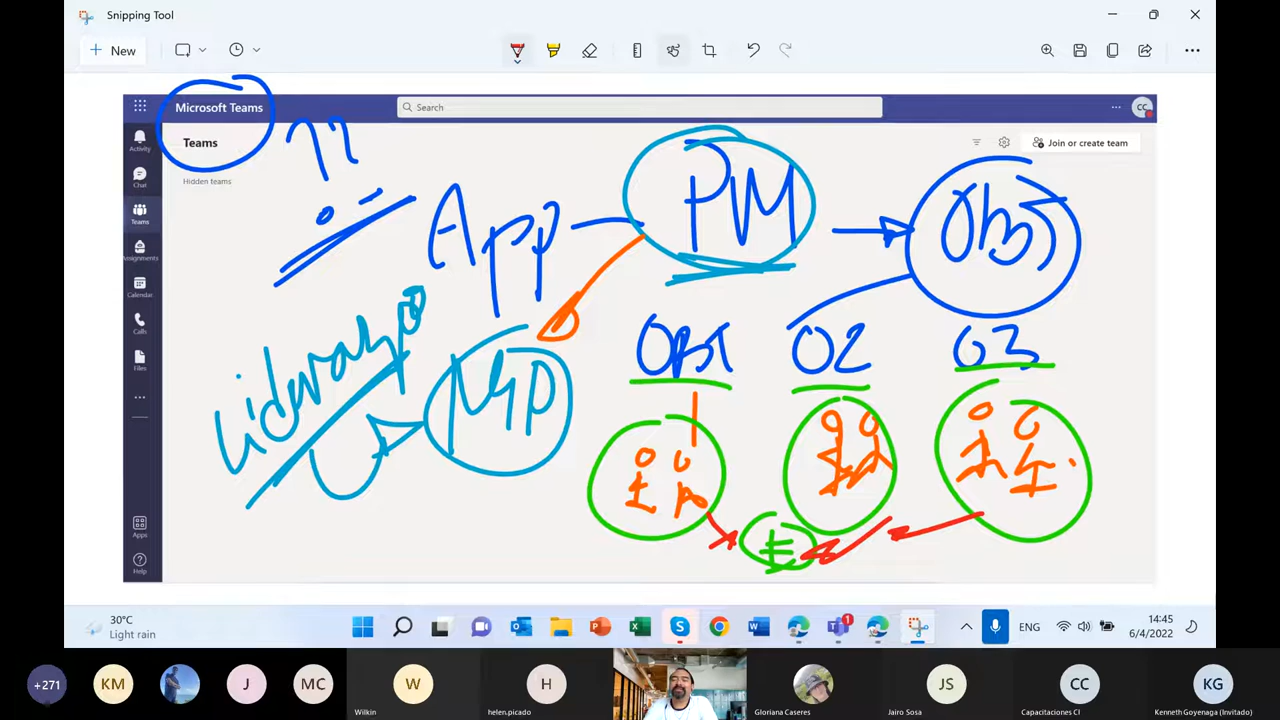 Snipping Tool
New
Microsoft Teams
Search
CC
Activity
Teams
Join or create team
Chat
Hidden teams
??
PM
App
Obj
Teams
Assignments
Calendar
Calls
Files
Liderazgo
Obj
O2
O3
MP
E
Apps
Help
30°C
Light rain
ENG
14:45
6/4/2022
1
+271
KM
J
MC
W
Wilkin
H
helen.picado
Gloriana Caseres
JS
Jairo Sosa
CC
Capacitaciones CI
KG
Kenneth Goyenaga (Invitado)